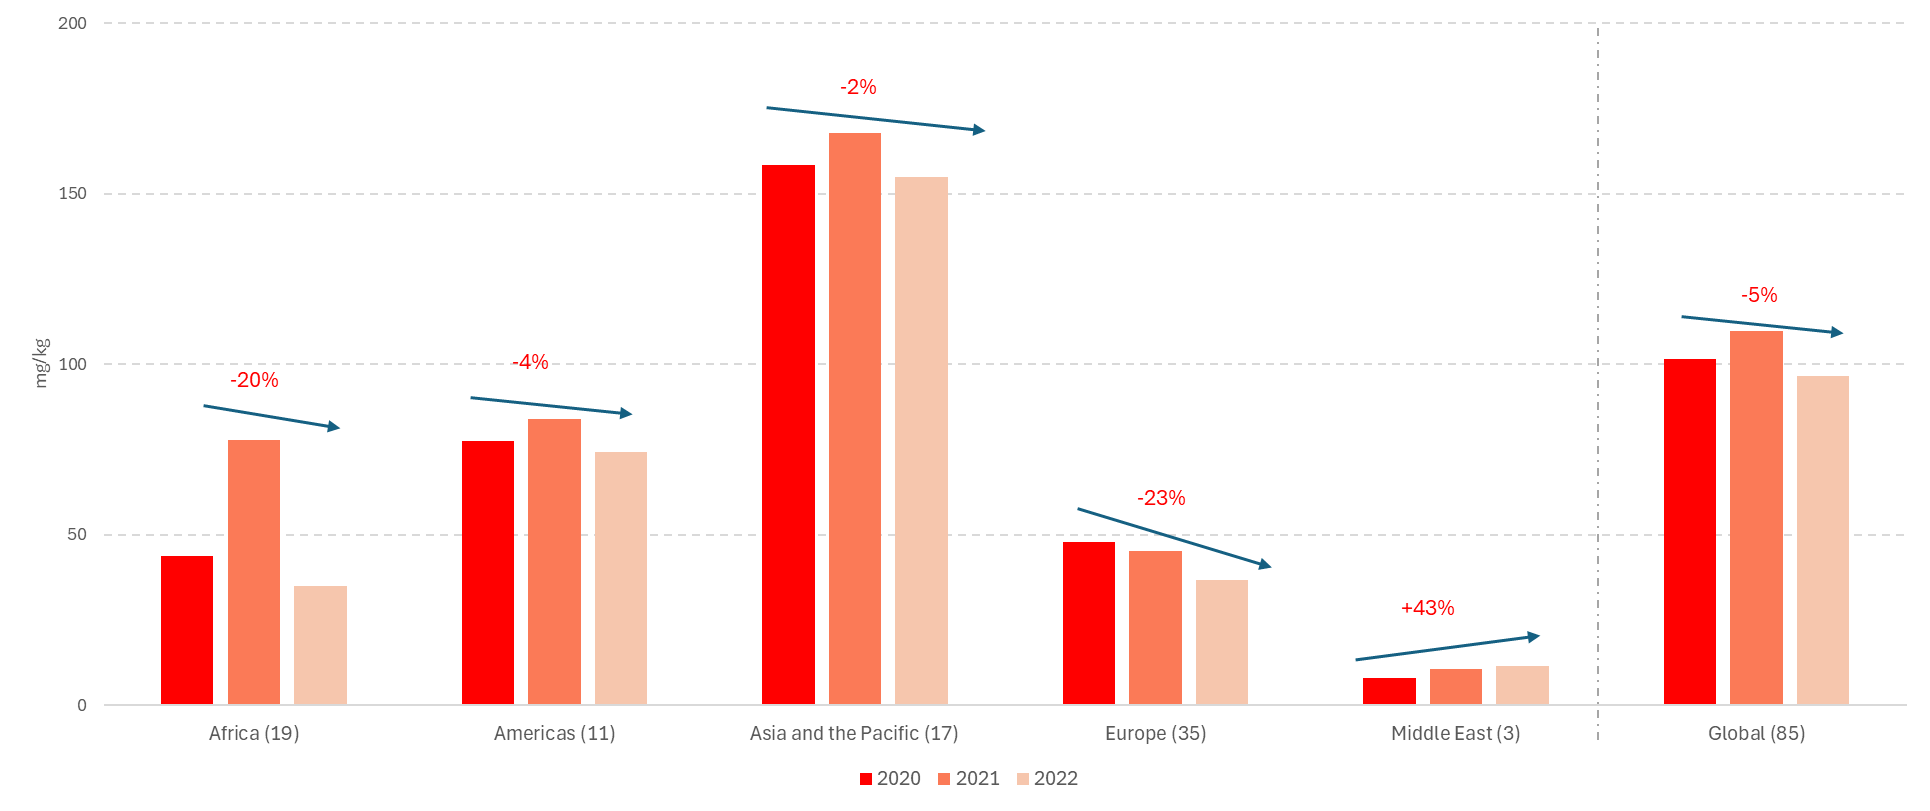 200
150
100
50
0
mg/kg
-20%
-4%
-2%
-23%
+43%
-5%
Africa (19)
Americas (11)
Asia and the Pacific (17)
Europe (35)
Middle East (3)
Global (85)
2020
2021
2022